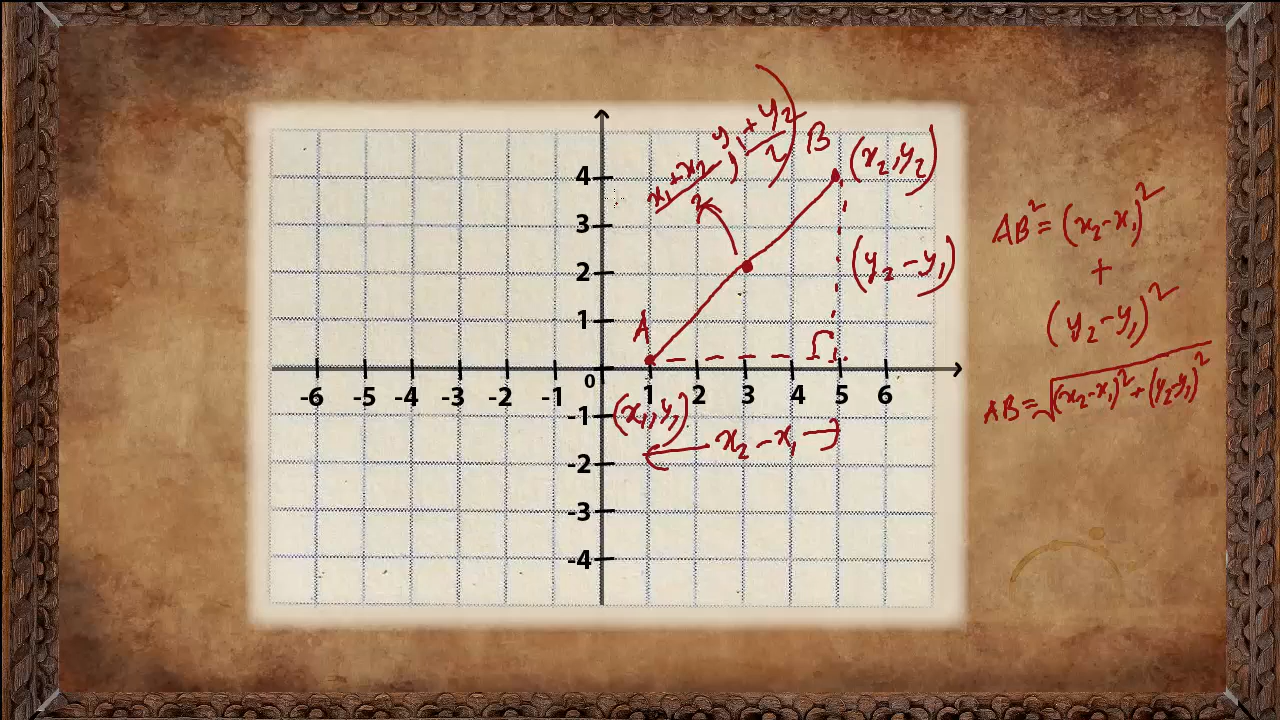 (x₁+x₂/2, y₁+y₂/2)
B
(x₂,y₂)
4
3
2
1
(y₂-y₁)
A
0
-6 -5 -4 -3 -2 -1 1 2 3 4 5 6
(x₁,y₁)
x₂-x₁
-1
-2
-3
-4
AB²=(x₂-x₁)²
+
(y₂-y₁)²
AB=√(x₂-x₁)²+(y₂-y₁)²